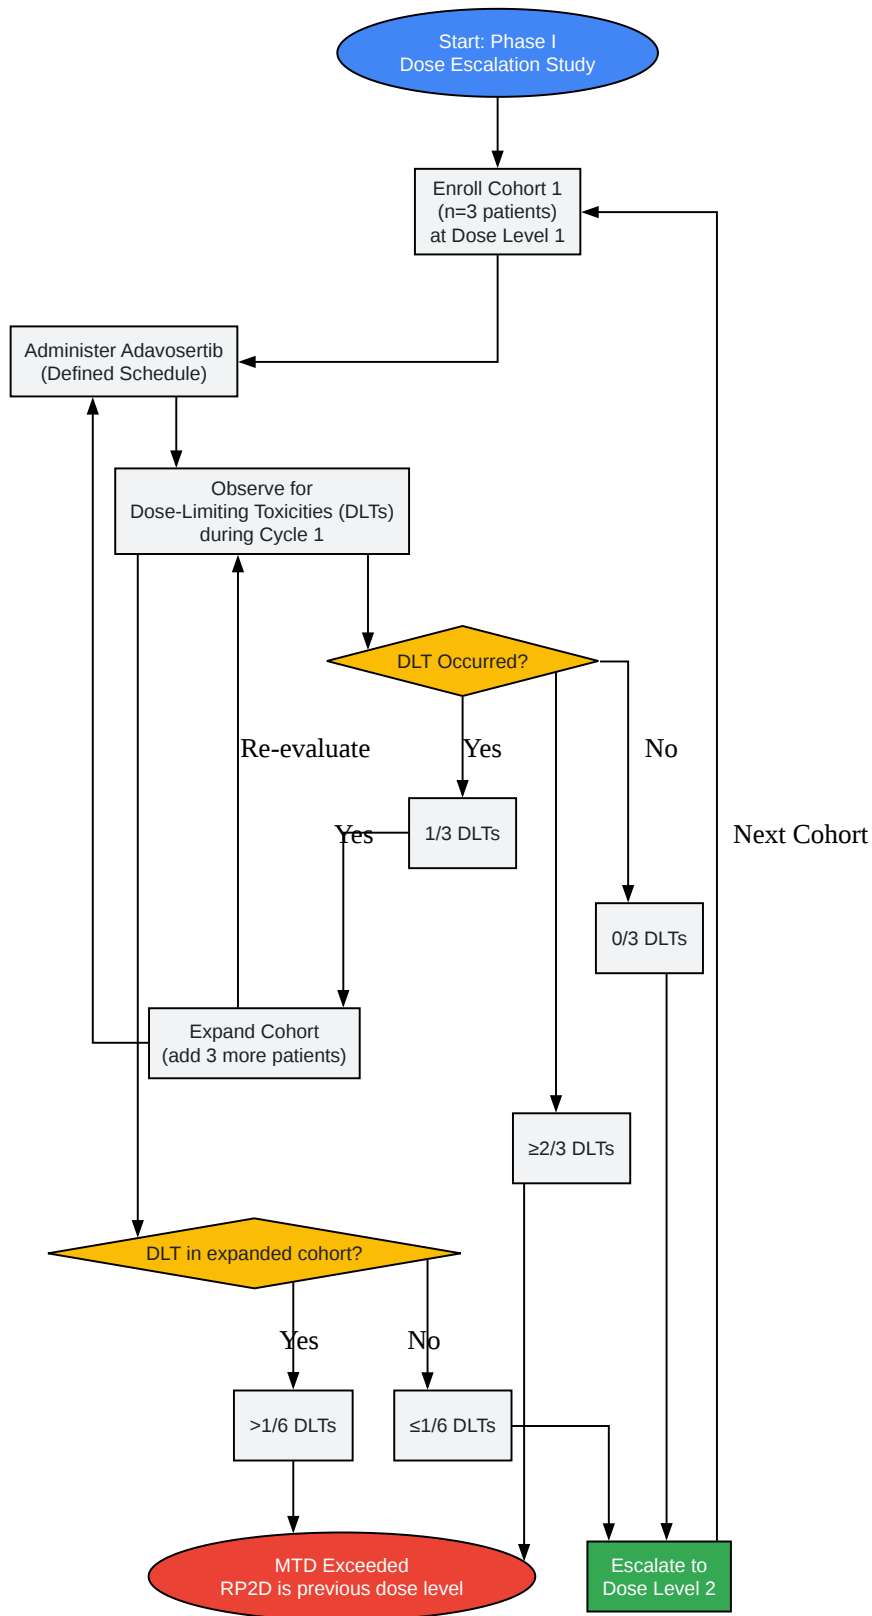 Start: Phase I
Dose Escalation Study
Enroll Cohort 1
(n=3 patients)
at Dose Level 1
Administer Adavosertib
(Defined Schedule)
Observe for
Dose-Limiting Toxicities (DLTs)
during Cycle 1
DLT Occurred?
Re-evaluate
Yes
No
1/3 DLTs
Yes
Next Cohort
0/3 DLTs
Expand Cohort
(add 3 more patients)
≥2/3 DLTs
DLT in expanded cohort?
Yes
No
>1/6 DLTs
≤1/6 DLTs
MTD Exceeded
RP2D is previous dose level
Escalate to
Dose Level 2